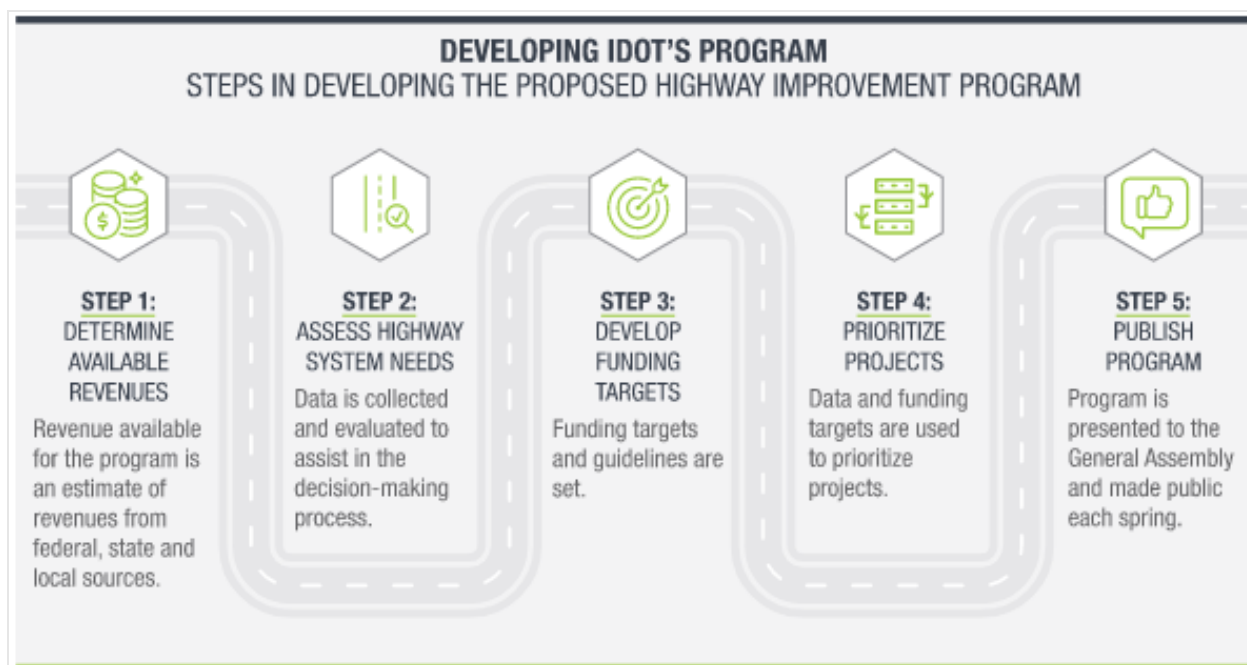 DEVELOPING IDOT'S PROGRAM
STEPS IN DEVELOPING THE PROPOSED HIGHWAY IMPROVEMENT PROGRAM
$
STEP 1:
DETERMINE
AVAILABLE
REVENUES
Revenue available
for the program is
an estimate of
revenues from
federal, state and
local sources.
STEP 2:
ASSESS HIGHWAY
SYSTEM NEEDS
Data is collected
and evaluated to
assist in the
decision-making
process.
STEP 3:
DEVELOP
FUNDING
TARGETS
Funding targets
and guidelines are
set.
STEP 4:
PRIORITIZE
PROJECTS
Data and funding
targets are used
to prioritize
projects.
STEP 5:
PUBLISH
PROGRAM
Program is
presented to the
General Assembly
and made public
each spring.